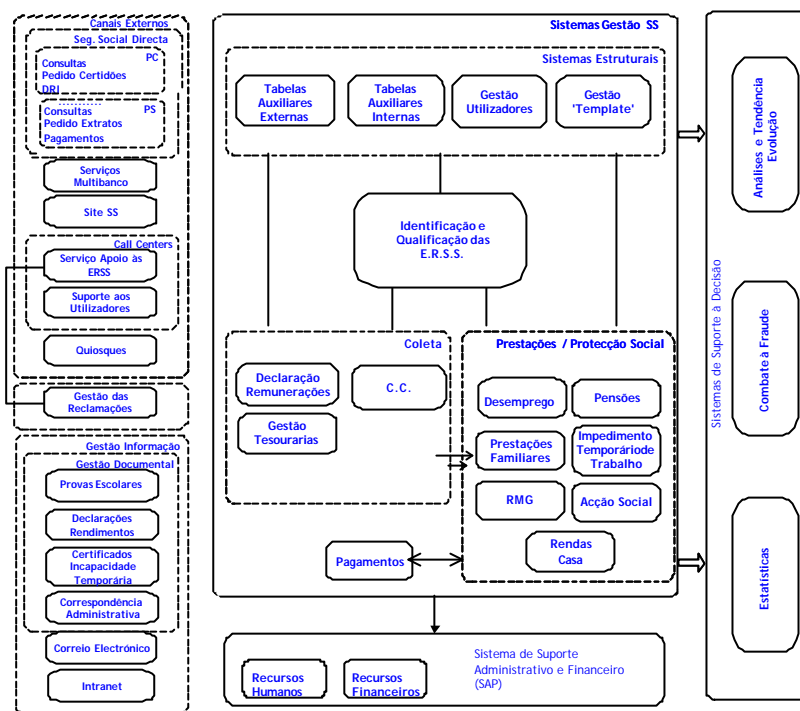 Canais Externos
Seg. Social Directa
PC
Consultas
Pedido Certidões
DRI
PS
Consultas
Pedido Extratos
Pagamentos
Serviços
Multibanco
Site SS
Call Centers
Serviço Apoio às
ERSS
Suporte aos
Utilizadores
Quiosques
Gestão das
Reclamações
Gestão Informação
Gestão Documental
Provas Escolares
Declarações
Rendimentos
Certificados
Incapacidade
Temporária
Correspondência
Administrativa
Correio Electrónico
Intranet
Sistemas Gestão SS
Sistemas Estruturais
Tabelas
Auxiliares
Externas
Tabelas
Auxiliares
Internas
Gestão
Utilizadores
Gestão
'Template'
Identificação e
Qualificação das
E.R.S.S.
Coleta
Declaração
Remunerações
C.C.
Gestão
Tesourarias
Prestações / Protecção Social
Desemprego
Pensões
Prestações
Familiares
Impedimento
Temporáriode
Trabalho
RMG
Acção Social
Rendas
Casa
Pagamentos
Recursos
Humanos
Recursos
Financeiros
Sistema de Suporte
Administrativo e Financeiro
(SAP)
Sistemas de Suporte à Decisão
Análises e Tendência
Evolução
Combate à Fraude
Estatísticas